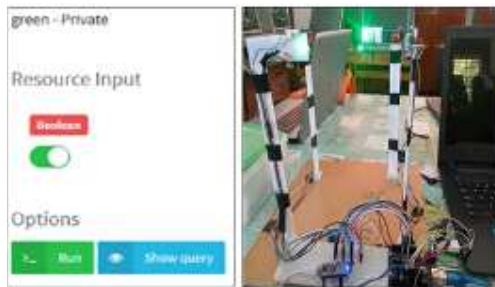 green - Private
Resource Input
Boolean
Options
>_ Run
Show query